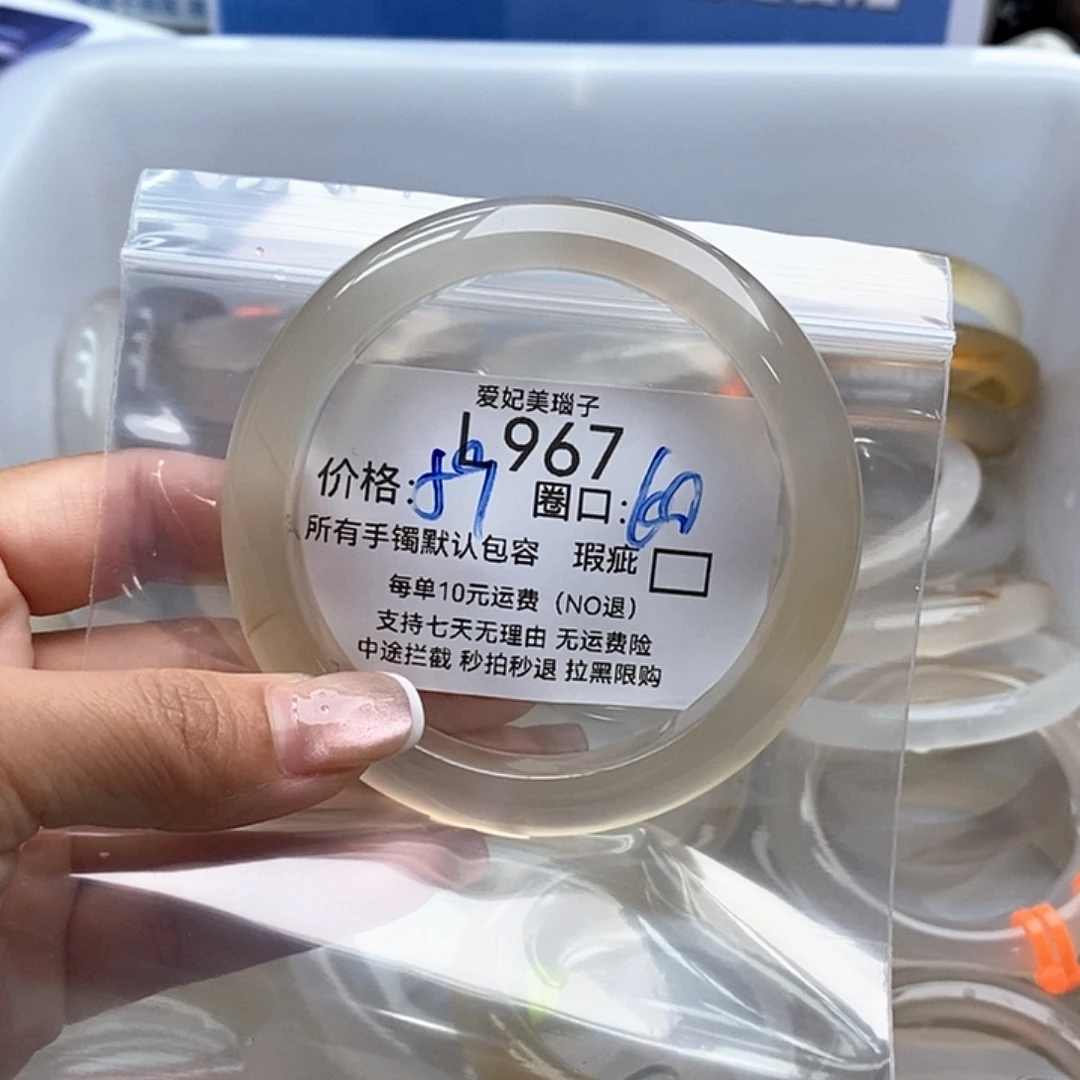 爱妃美瑙子
L967
价格:89 圈口:60
所有手镯默认包容 瑕疵
每单10元运费（NO退）
支持七天无理由 无运费险
中途拦截 秒拍秒退 拉黑限购